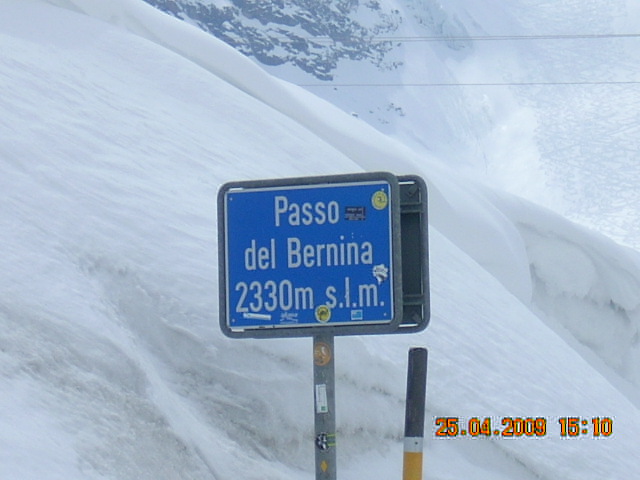 Passo
del Bernina
2330m s.l.m.
25.04.2009 15:10